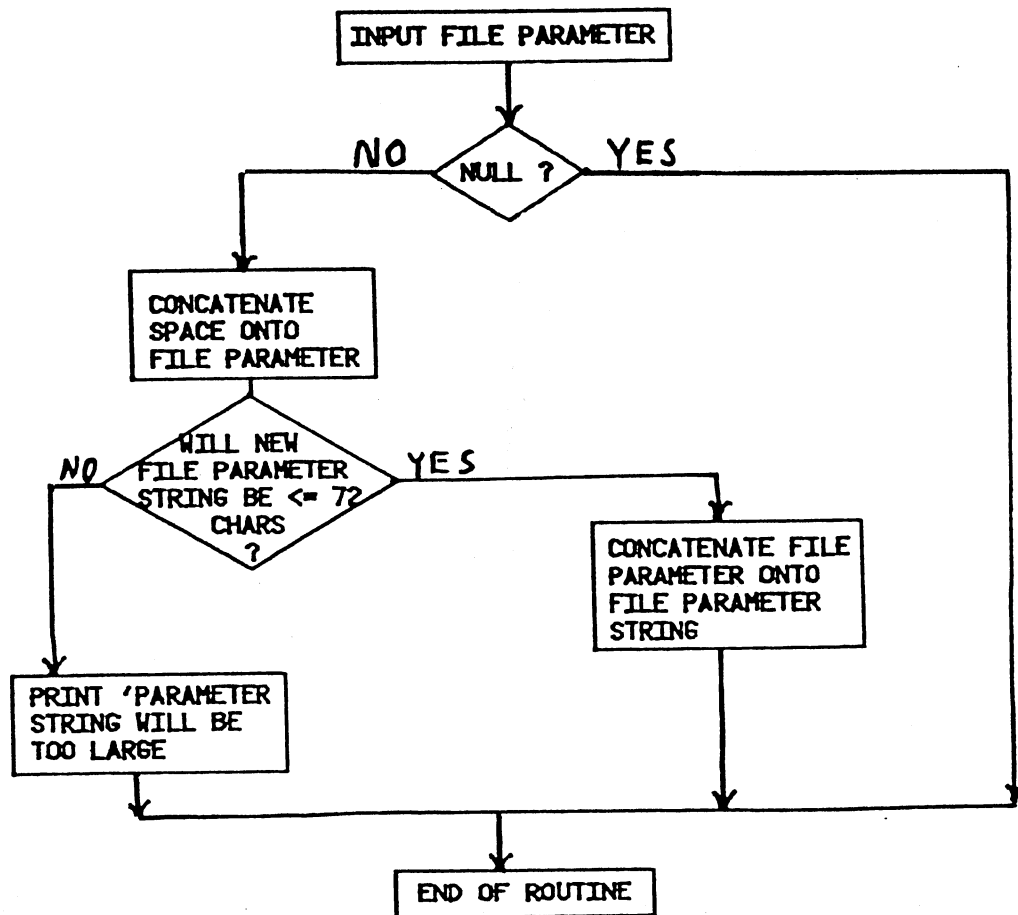 INPUT FILE PARAMETER
NO
YES
NULL ?
CONCATENATE
SPACE ONTO
FILE PARAMETER
WILL NEW
FILE PARAMETER
STRING BE <= 72
CHARS
?
NO
YES
CONCATENATE FILE
PARAMETER ONTO
FILE PARAMETER
STRING
PRINT 'PARAMETER
STRING WILL BE
TOO LARGE
END OF ROUTINE